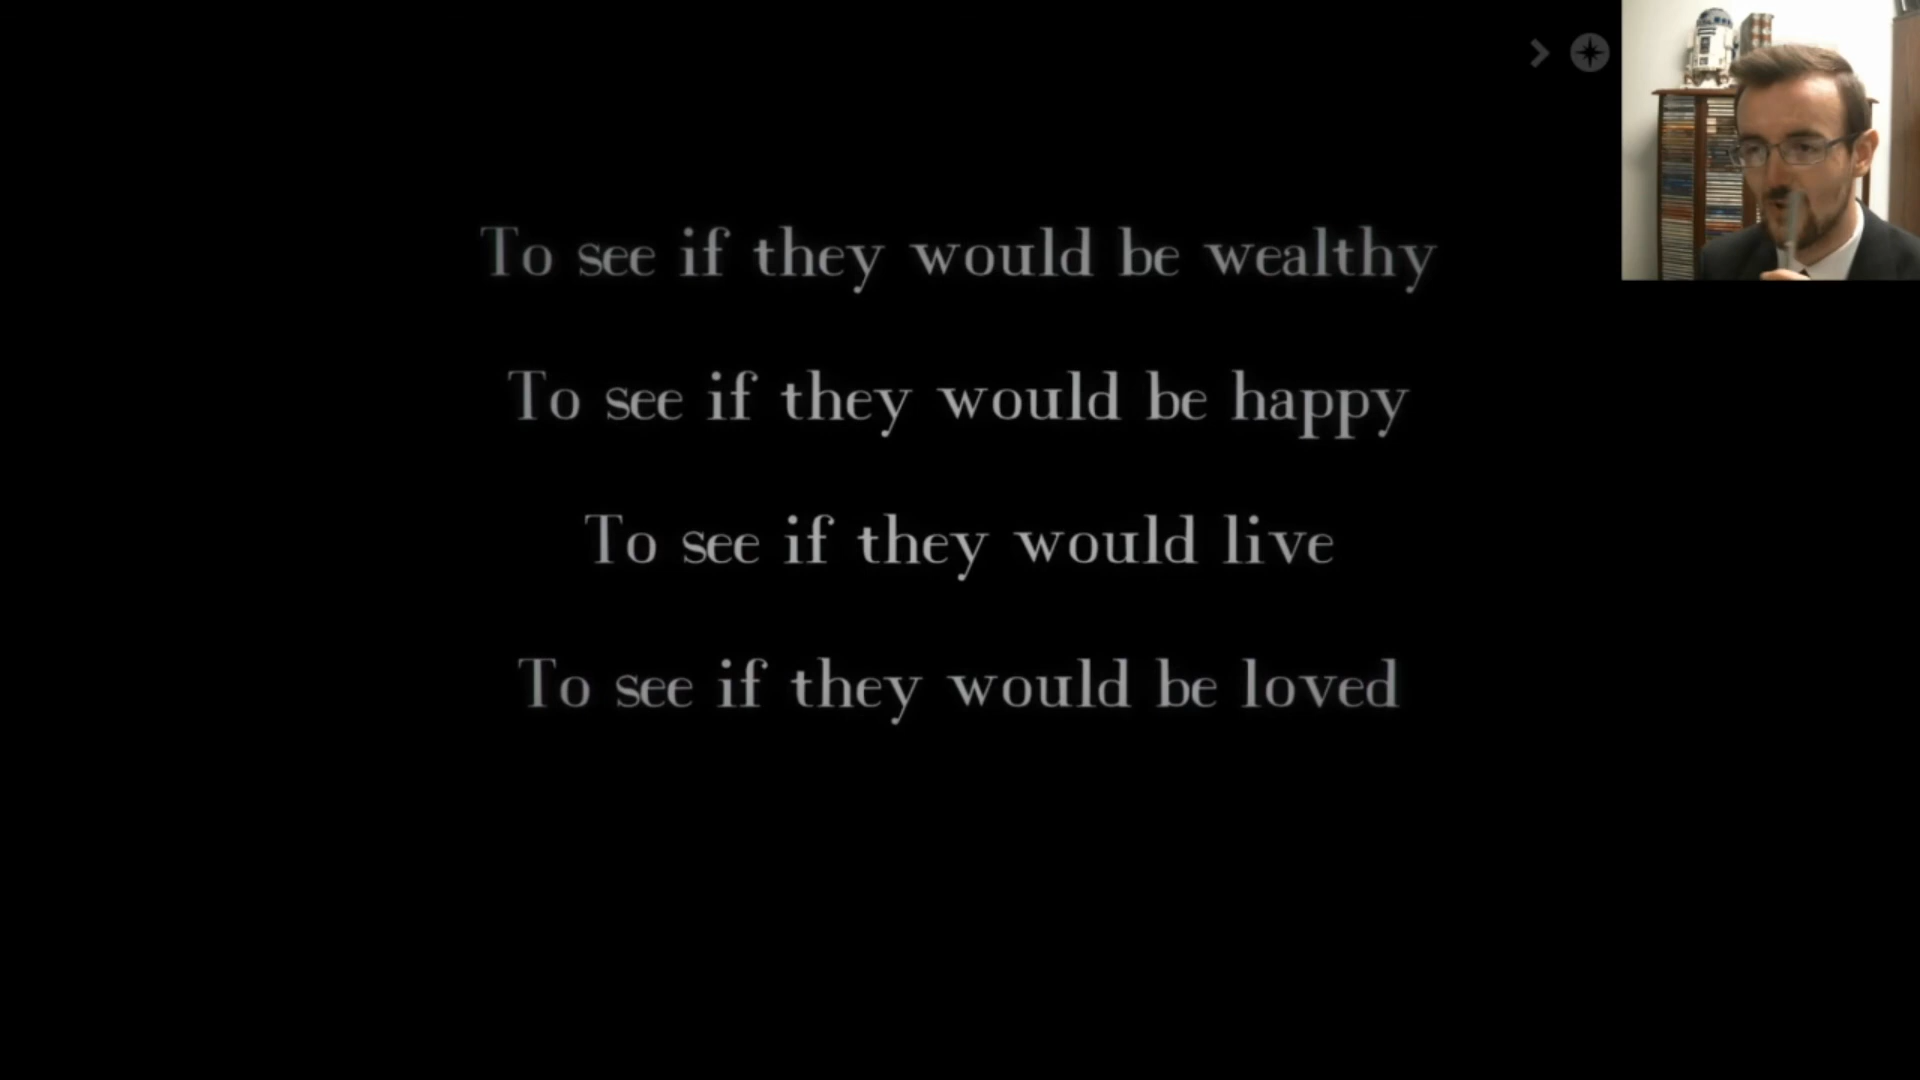 To see if they would be wealthy
To see if they would be happy
To see if they would live
To see if they would be loved